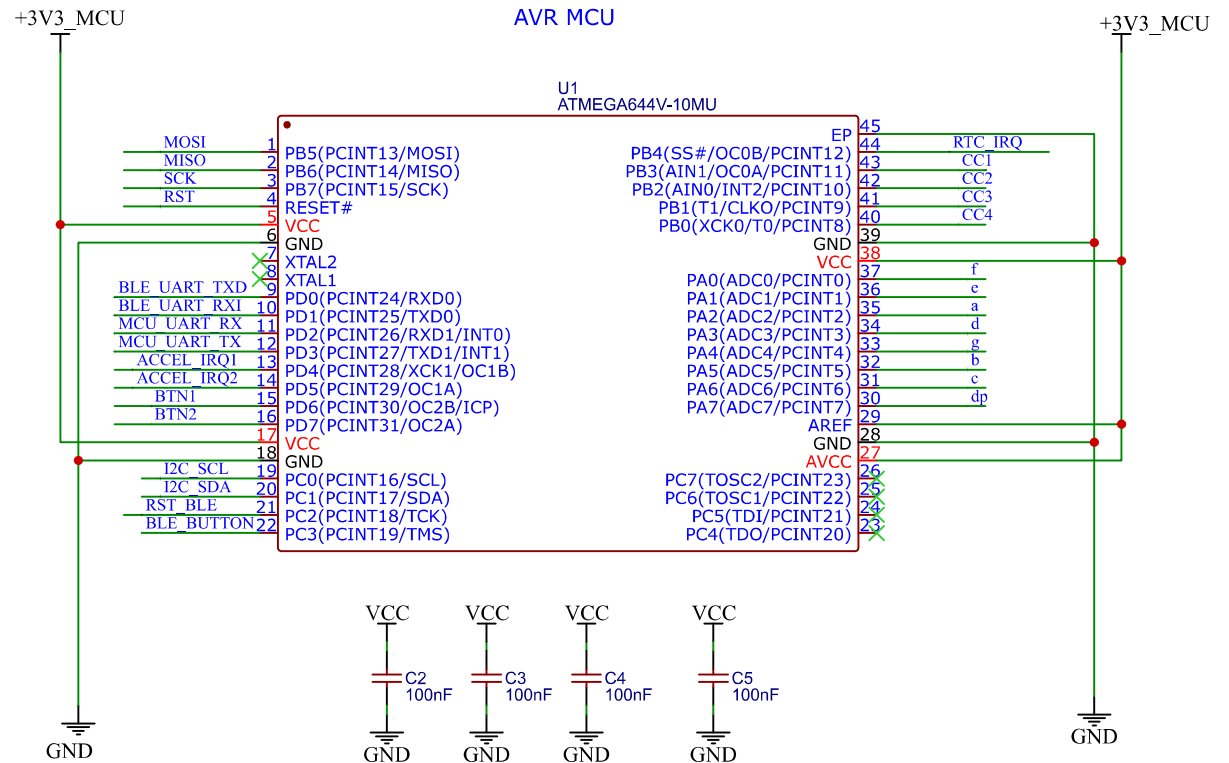 +3V3_MCU
AVR MCU
+3V3_MCU
U1
ATMEGA644V-10MU
MOSI 1 PB5(PCINT13/MOSI)
MISO 2 PB6(PCINT14/MISO)
SCK 3 PB7(PCINT15/SCK)
RST 4 RESET#
5 VCC
6 GND
7 XTAL2
8 XTAL1
BLE_UART_TXD 9 PD0(PCINT24/RXD0)
BLE_UART_RXI 10 PD1(PCINT25/TXD0)
MCU_UART_RX 11 PD2(PCINT26/RXD1/INT0)
MCU_UART_TX 12 PD3(PCINT27/TXD1/INT1)
ACCEL_IRQ1 13 PD4(PCINT28/XCK1/OC1B)
ACCEL_IRQ2 14 PD5(PCINT29/OC1A)
BTN1 15 PD6(PCINT30/OC2B/ICP)
BTN2 16 PD7(PCINT31/OC2A)
17 VCC
18 GND
I2C_SCL 19 PC0(PCINT16/SCL)
I2C_SDA 20 PC1(PCINT17/SDA)
RST_BLE 21 PC2(PCINT18/TCK)
BLE_BUTTON 22 PC3(PCINT19/TMS)
EP 45
PB4(SS#/OC0B/PCINT12) 44 RTC_IRQ
PB3(AIN1/OC0A/PCINT11) 43 CC1
PB2(AIN0/INT2/PCINT10) 42 CC2
PB1(T1/CLKO/PCINT9) 41 CC3
PB0(XCK0/T0/PCINT8) 40 CC4
GND 39
VCC 38
PA0(ADC0/PCINT0) 37 f
PA1(ADC1/PCINT1) 36 e
PA2(ADC2/PCINT2) 35 a
PA3(ADC3/PCINT3) 34 d
PA4(ADC4/PCINT4) 33 g
PA5(ADC5/PCINT5) 32 b
PA6(ADC6/PCINT6) 31 c
PA7(ADC7/PCINT7) 30 dp
AREF 29
GND 28
AVCC 27
PC7(TOSC2/PCINT23) 26
PC6(TOSC1/PCINT22) 25
PC5(TDI/PCINT21) 24
PC4(TDO/PCINT20) 23
GND
GND
VCC VCC VCC VCC
C2 C3 C4 C5
100nF 100nF 100nF 100nF
GND GND GND GND